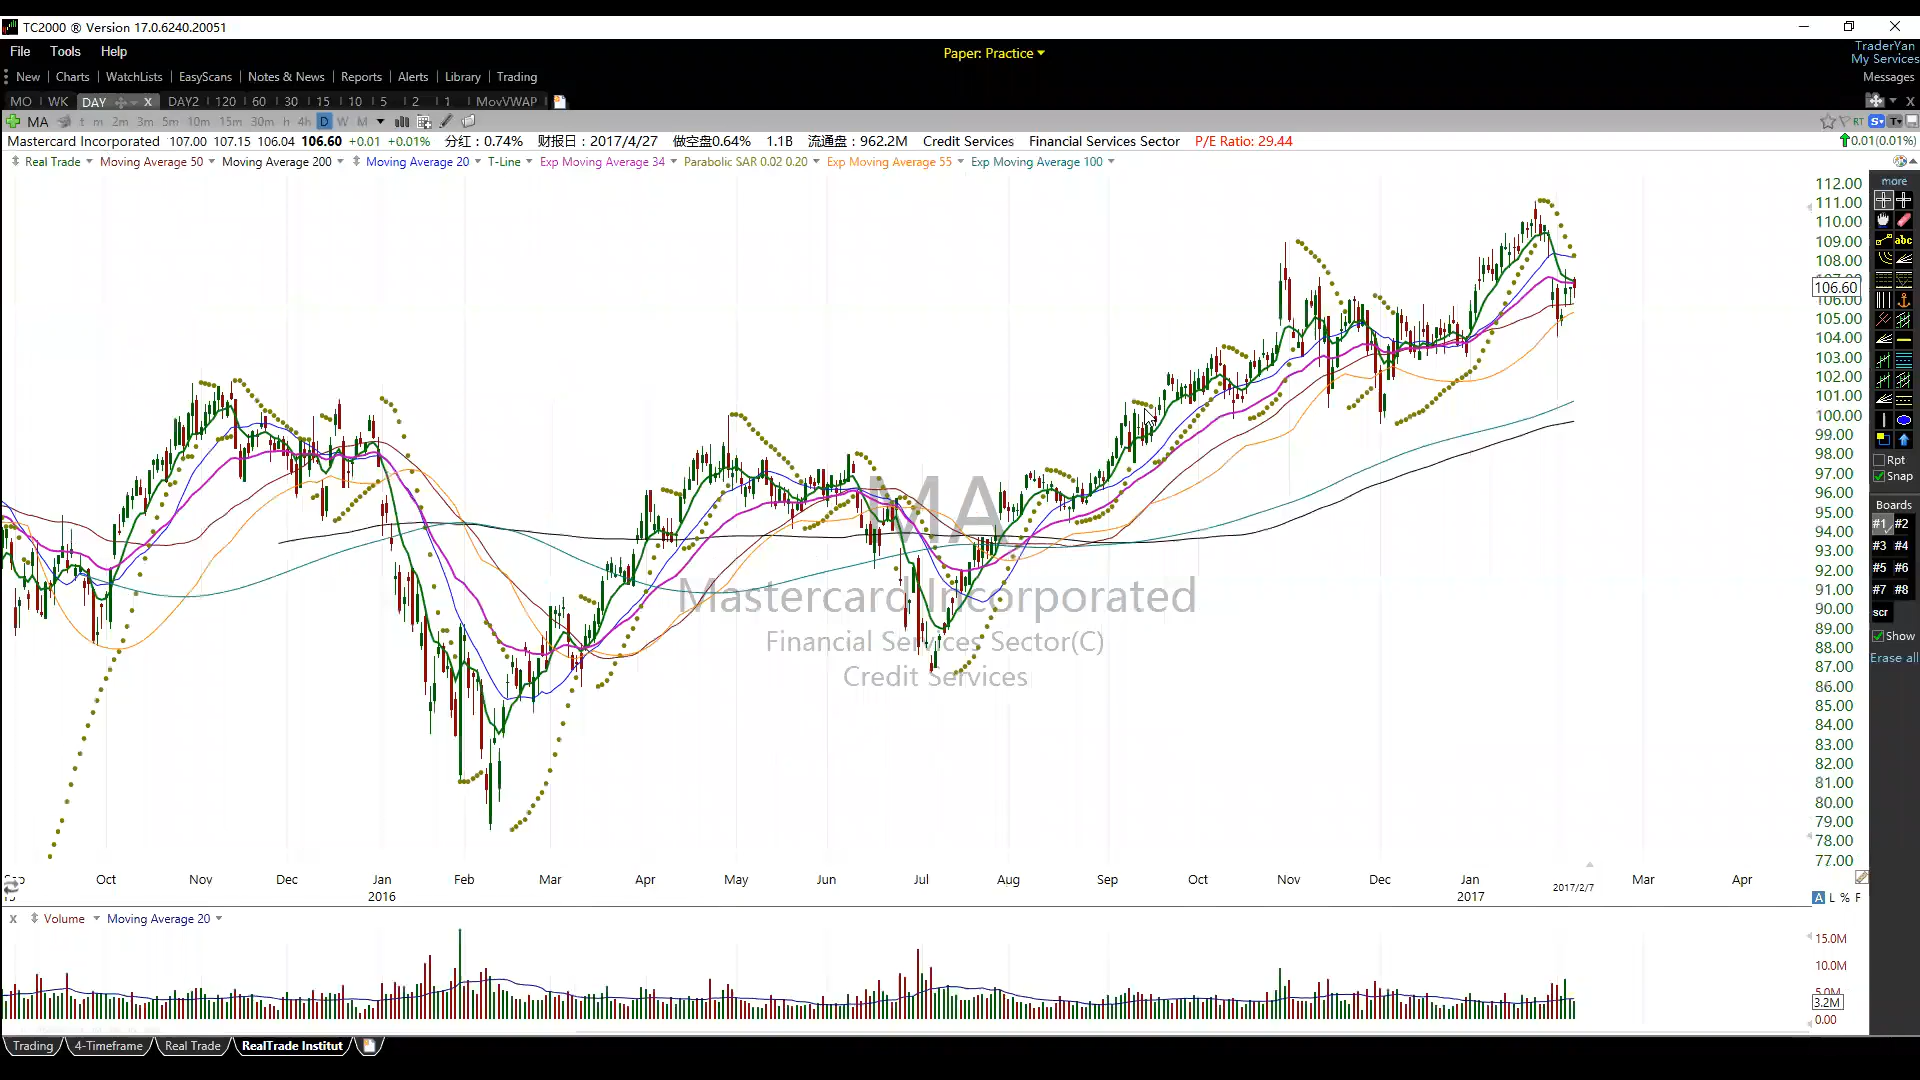 TC2000 ® Version 17.0.6240.20051
File Tools Help
Paper: Practice
TraderYan
My Services
New Charts WatchLists EasyScans Notes & News Reports Alerts Library Trading
Messages
MO WK DAY X DAY2 120 60 30 15 10 5 2 1 MovVWAP
X
MA t m 2m 3m 5m 10m 15m 30m h 4h D W M
RT S T
Mastercard Incorporated 107.00 107.15 106.04 106.60 +0.01 +0.01% 分红：0.74% 财报日：2017/4/27 做空盘0.64% 1.1B 流通盘：962.2M Credit Services Financial Services Sector P/E Ratio: 29.44
0.01(0.01%)
Real Trade Moving Average 50 Moving Average 200 Moving Average 20 T-Line Exp Moving Average 34 Parabolic SAR 0.02 0.20 Exp Moving Average 55 Exp Moving Average 100
more
112.00
111.00
110.00
109.00
abc
108.00
106.60
106.00
105.00
104.00
103.00
102.00
101.00
100.00
99.00
98.00
Rpt
97.00
Snap
96.00
MA
95.00
Boards
94.00
#1 #2
93.00
#3 #4
92.00
#5 #6
91.00
#7 #8
Mastercard Incorporated
90.00
scr
89.00
Show
Financial Services Sector(C)
88.00
Erase all
87.00
Credit Services
86.00
85.00
84.00
83.00
82.00
81.00
80.00
79.00
78.00
77.00
Oct Nov Dec Jan Feb Mar Apr May Jun Jul Aug Sep Oct Nov Dec Jan 2017/2/7 Mar Apr
2016 2017
A L % F
x Volume Moving Average 20
15.0M
10.0M
3.2M
0.00
Trading 4-Timeframe Real Trade RealTrade Institut